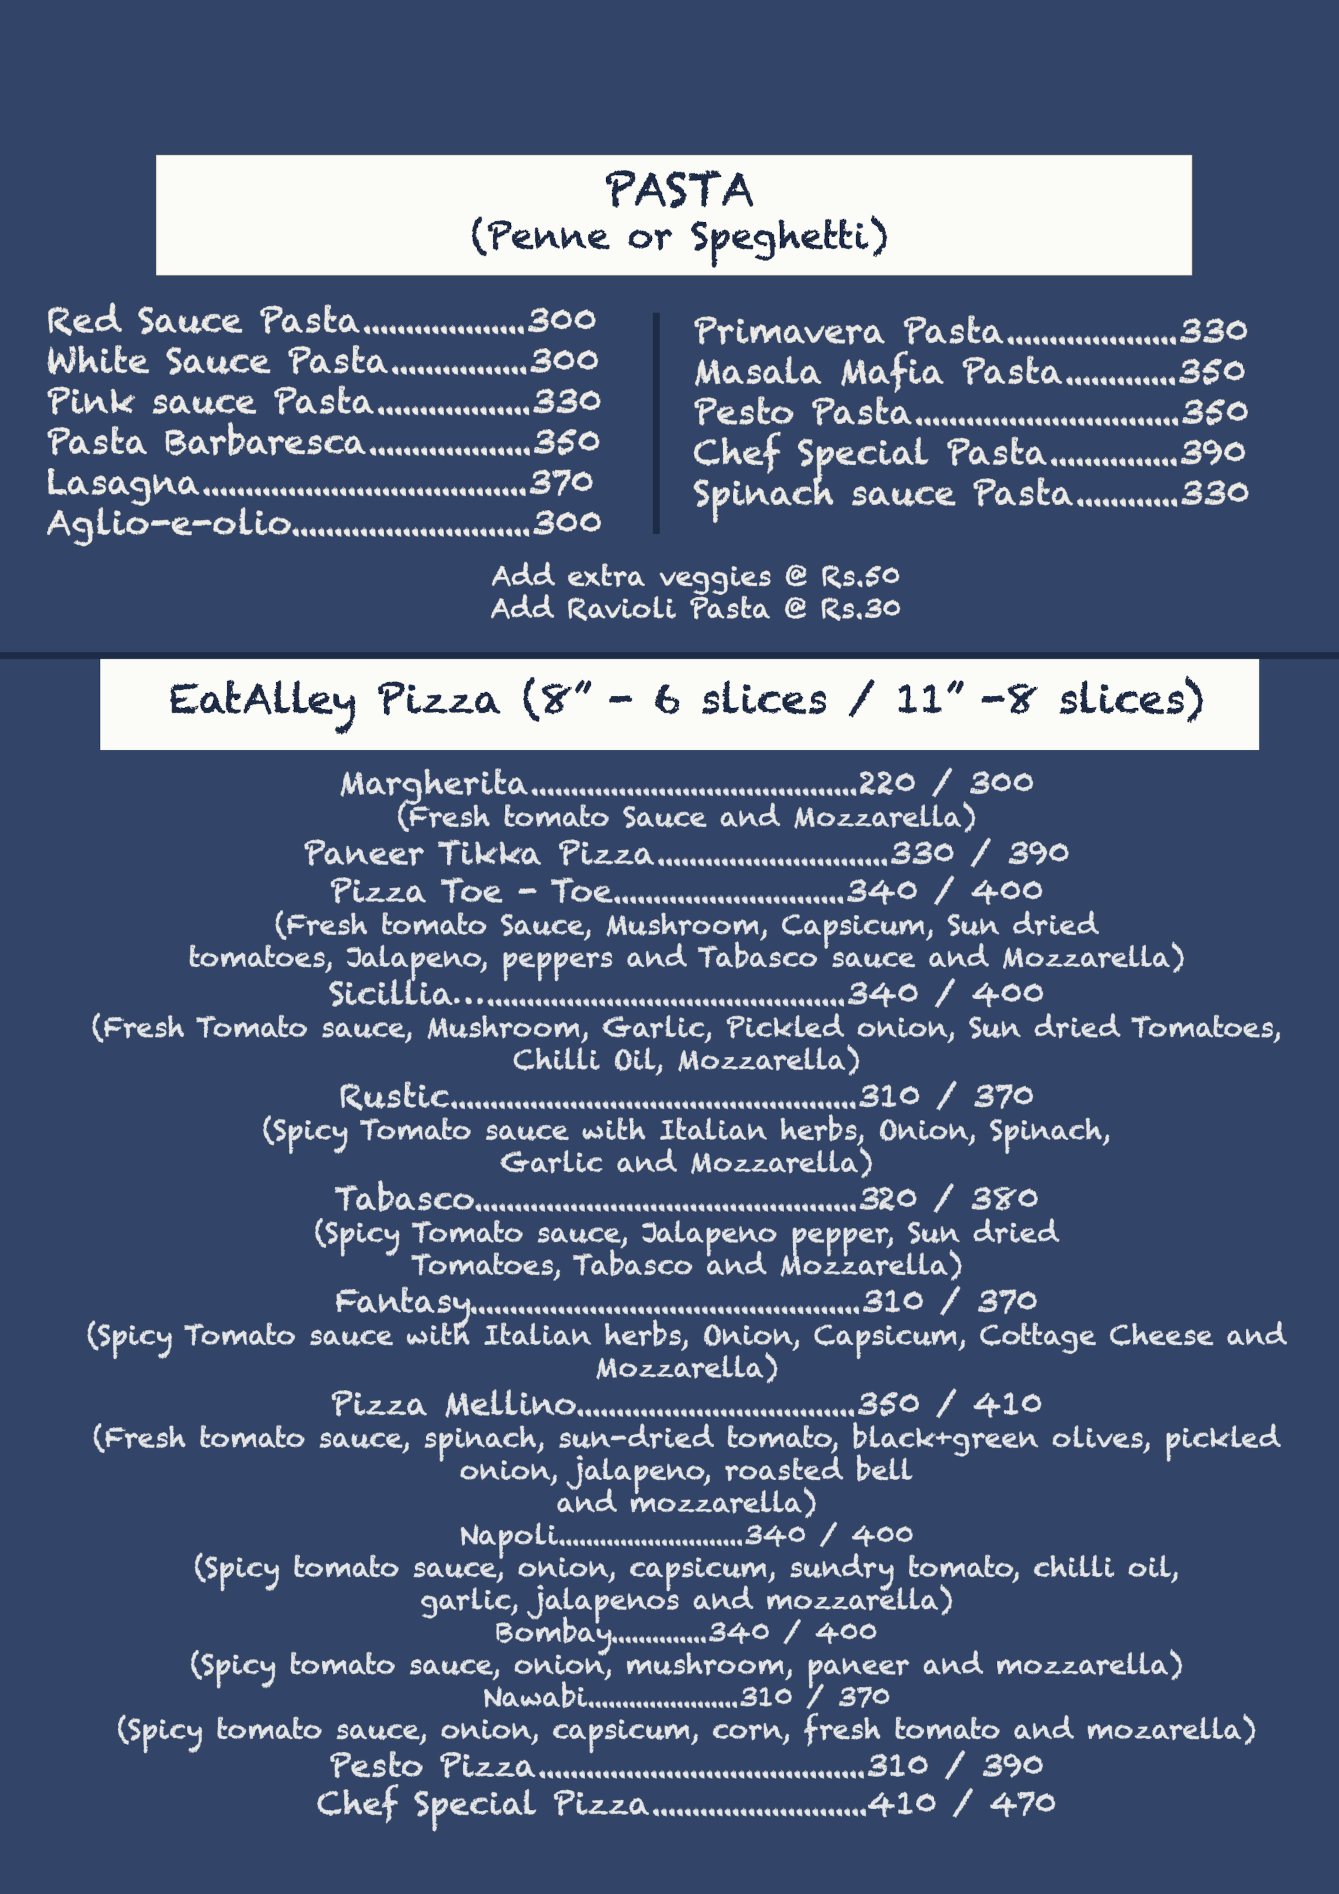 PASTA
(Penne or Speghetti)
Red Sauce Pasta...................300
White Sauce Pasta................300
Pink sauce Pasta..................330
Pasta Barbaresca...................350
Lasagna......................................370
Aglio-e-olio............................300
Primavera Pasta....................330
Masala Mafia Pasta.............350
Pesto Pasta...............................350
Chef Special Pasta...............390
Spinach sauce Pasta............330
Add extra veggies @ Rs.50
Add Ravioli Pasta @ Rs.30
EatAlley Pizza (8” - 6 slices / 11” -8 slices)
Margherita.........................................220 / 300
(Fresh tomato Sauce and Mozzarella)
Paneer Tikka Pizza.............................330 / 390
Pizza Toe - Toe.............................340 / 400
(Fresh tomato Sauce, Mushroom, Capsicum, Sun dried
tomatoes, Jalapeno, peppers and Tabasco sauce and Mozzarella)
Sicillia................................................340 / 400
(Fresh Tomato sauce, Mushroom, Garlic, Pickled onion, Sun dried Tomatoes,
Chilli Oil, Mozzarella)
Rustic...................................................310 / 370
(Spicy Tomato sauce with Italian herbs, Onion, Spinach,
Garlic and Mozzarella)
Tabasco................................................320 / 380
(Spicy Tomato sauce, Jalapeno pepper, Sun dried
Tomatoes, Tabasco and Mozzarella)
Fantasy.................................................310 / 370
(Spicy Tomato sauce with Italian herbs, Onion, Capsicum, Cottage Cheese and
Mozzarella)
Pizza Mellino...................................350 / 410
(Fresh tomato sauce, spinach, sun-dried tomato, black+green olives, pickled
onion, jalapeno, roasted bell
and mozzarella)
Napoli...........................340 / 400
(Spicy tomato sauce, onion, capsicum, sundry tomato, chilli oil,
garlic, jalapenos and mozzarella)
Bombay..............340 / 400
(Spicy tomato sauce, onion, mushroom, paneer and mozzarella)
Nawabi......................310 / 370
(Spicy tomato sauce, onion, capsicum, corn, fresh tomato and mozarella)
Pesto Pizza.........................................310 / 390
Chef Special Pizza...........................410 / 470